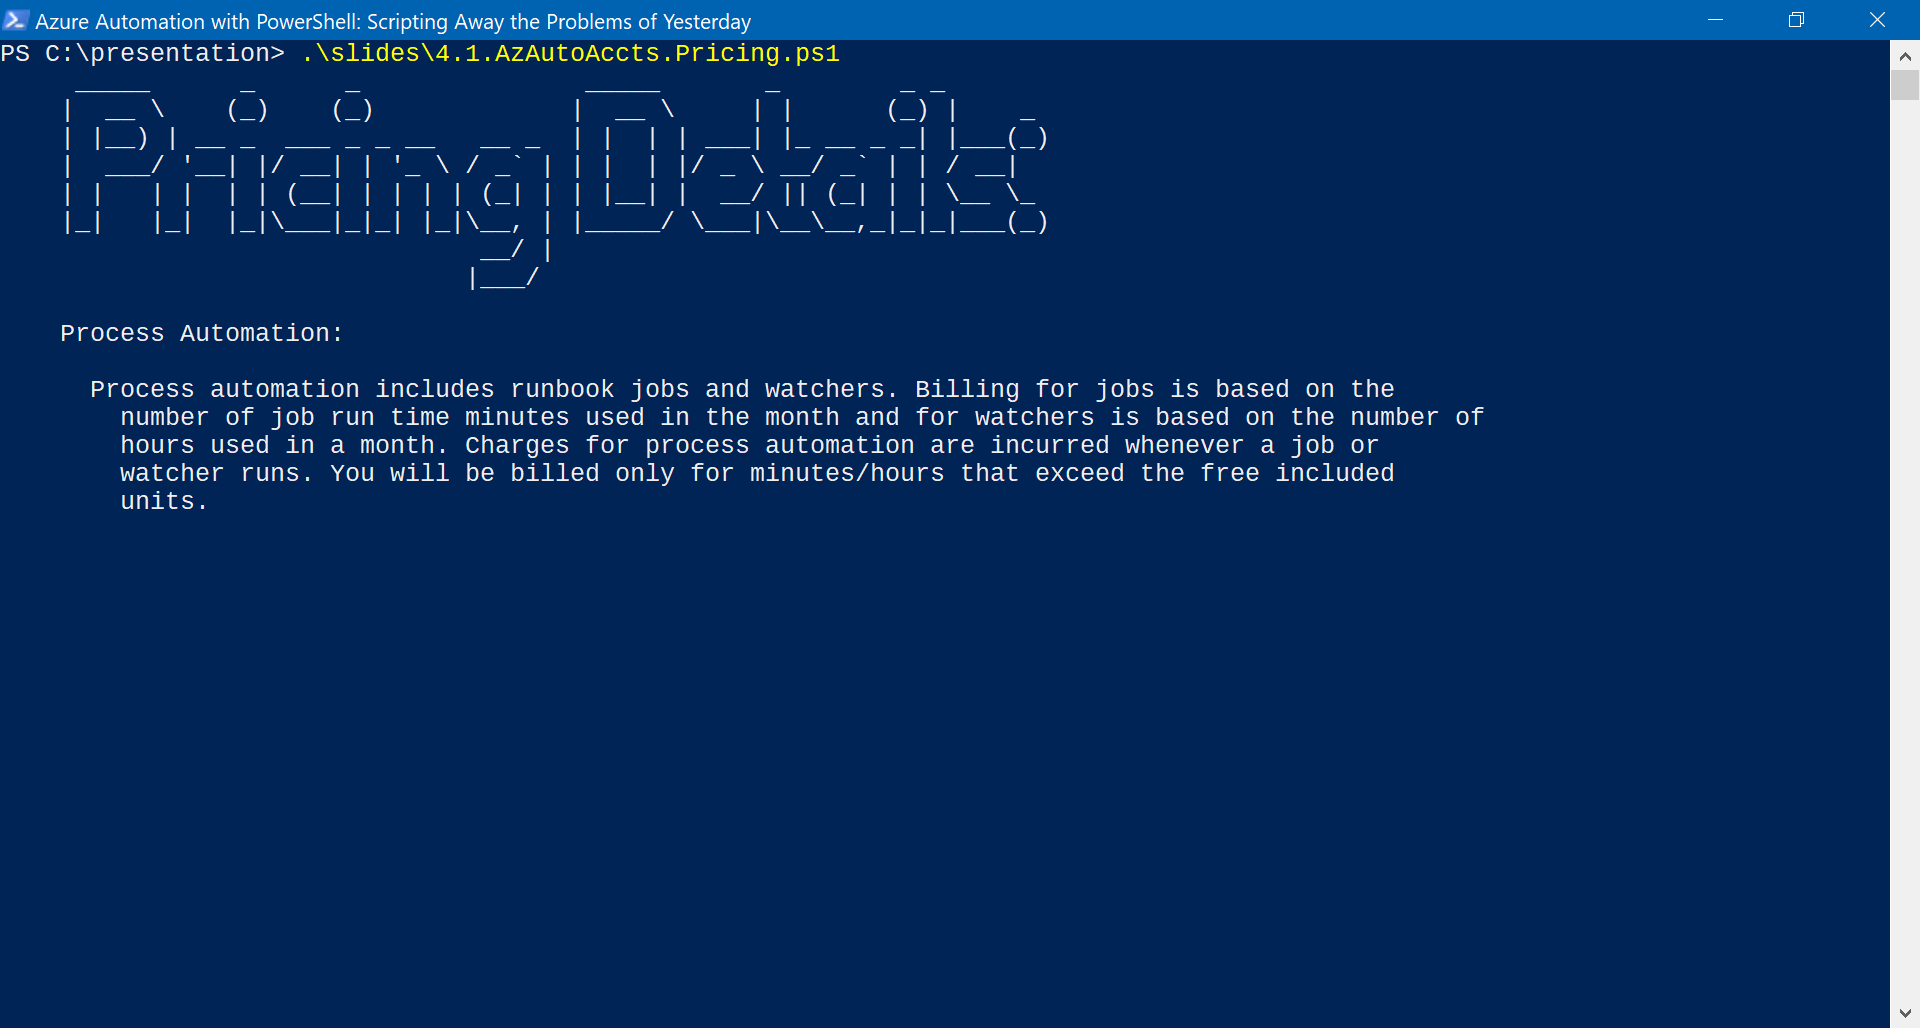 Azure Automation with PowerShell: Scripting Away the Problems of Yesterday
PS C:\presentation> .\slides\4.1.AzAutoAccts.Pricing.ps1
Pricing Details:
Process Automation:
Process automation includes runbook jobs and watchers. Billing for jobs is based on the
number of job run time minutes used in the month and for watchers is based on the number of
hours used in a month. Charges for process automation are incurred whenever a job or
watcher runs. You will be billed only for minutes/hours that exceed the free included
units.